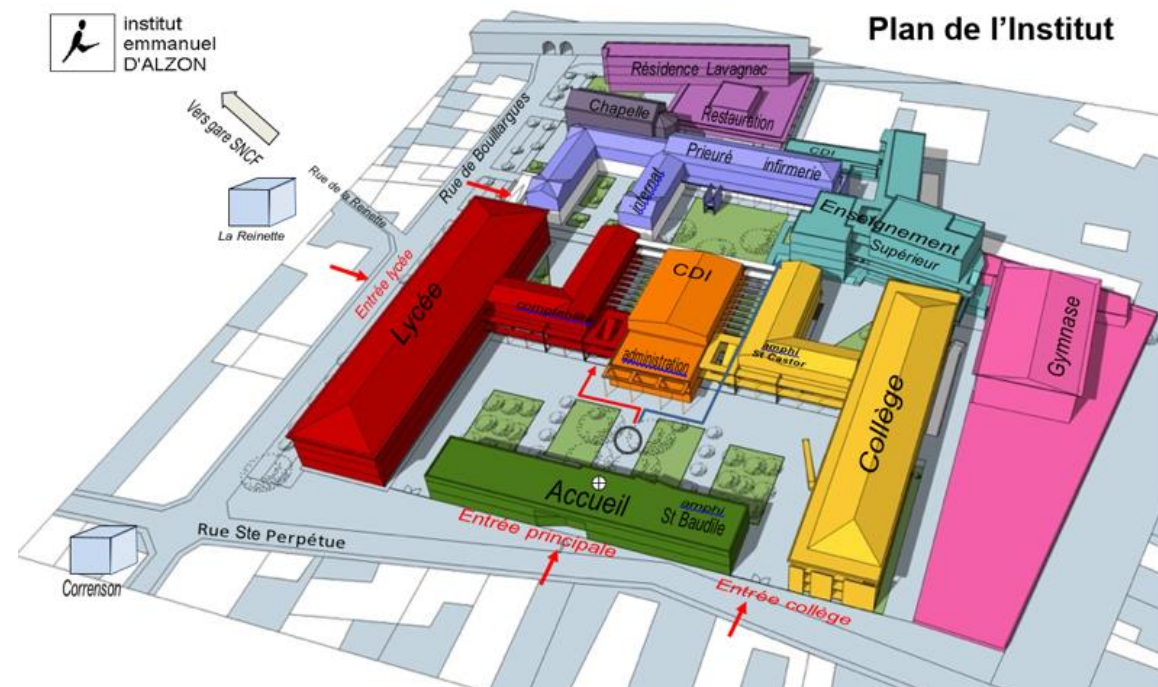 institut
emmanuel
D'ALZON
Plan de l'Institut
Vers gare SNCF
Résidence Lavagnac
Chapelle
Restauration
Rue de Bouillargues
Prieuré
infirmerie
CDI
internat
Rue de la Reinette
La Reinette
Enseignement
Supérieur
Entrée lycée
Lycée
CDI
Gymnase
administration
amphi
St Castor
Collège
Accueil
amphi
St Baudile
Entrée principale
Rue Ste Perpétue
Correnson
Entrée collège